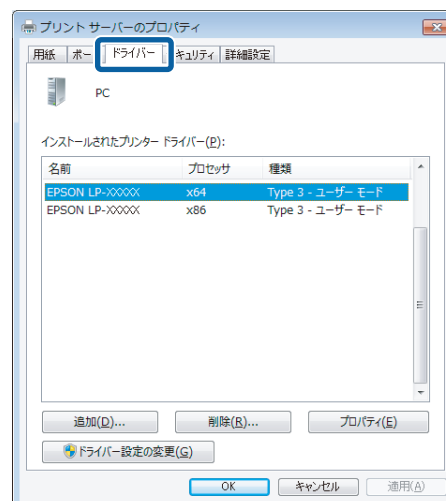 プリント サーバーのプロパティ
用紙 ポー ドライバー キュリティ 詳細設定
PC
インストールされたプリンター ドライバー(P):
名前 プロセッサ 種類
EPSON LP-XXXXX x64 Type 3 - ユーザー モード
EPSON LP-XXXXX x86 Type 3 - ユーザー モード
追加(D)... 削除(R)... プロパティ(E)
ドライバー設定の変更(G)
OK キャンセル 適用(A)